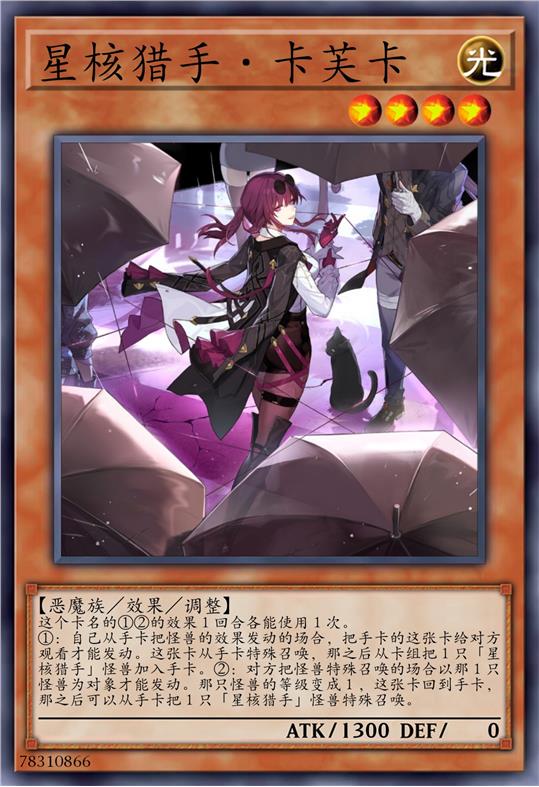 星核猎手·卡芙卡
光
【恶魔族／效果／调整】
这个卡名的①②的效果１回合各能使用１次。
①：自己从手卡把怪兽的效果发动的场合，把手卡的这张卡给对方
观看才能发动。这张卡从手卡特殊召唤，那之后从卡组把１只「星
核猎手」怪兽加入手卡。②：对方把怪兽特殊召唤的场合以那１只
怪兽为对象才能发动。那只怪兽的等级变成１，这张卡回到手卡，
那之后可以从手卡把１只「星核猎手」怪兽特殊召唤。
ATK/1300 DEF/ 0
78310866